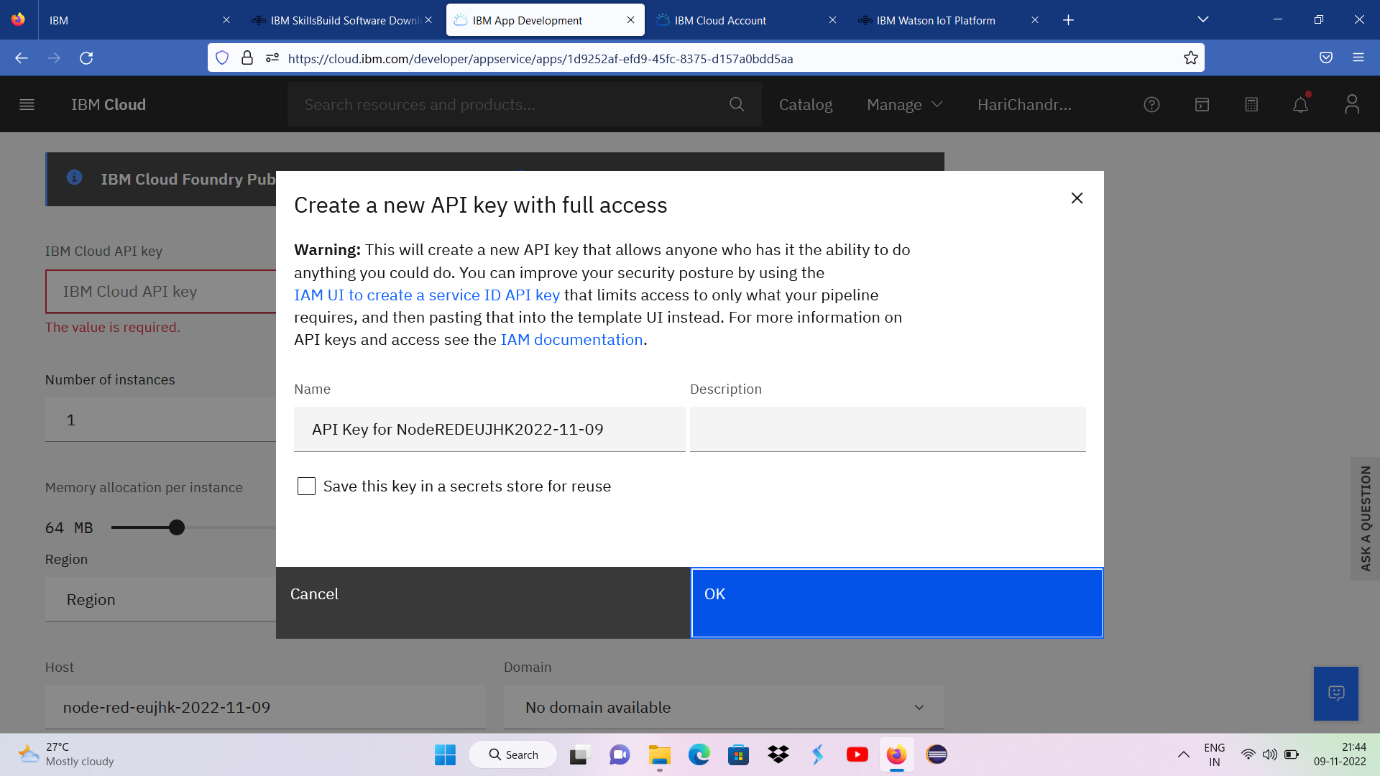 IBM
IBM SkillsBuild Software Downl
IBM App Development
IBM Cloud Account
IBM Watson IoT Platform
https://cloud.ibm.com/developer/appservice/apps/1d9252af-efd9-45fc-8375-d157a0bdd5aa
IBM Cloud
Search resources and products...
Catalog
Manage
HariChandr...
IBM Cloud Foundry Pub
Create a new API key with full access
Warning: This will create a new API key that allows anyone who has it the ability to do
anything you could do. You can improve your security posture by using the
IAM UI to create a service ID API key that limits access to only what your pipeline
requires, and then pasting that into the template UI instead. For more information on
API keys and access see the IAM documentation.
IBM Cloud API key
IBM Cloud API key
The value is required.
Number of instances
1
Name
Description
API Key for NodeREDEUJHK2022-11-09
Save this key in a secrets store for reuse
Memory allocation per instance
64 MB
Region
Region
Cancel
OK
Host
Domain
node-red-eujhk-2022-11-09
No domain available
ASK A QUESTION
27°C
Mostly cloudy
Search
ENG
IN
21:44
09-11-2022